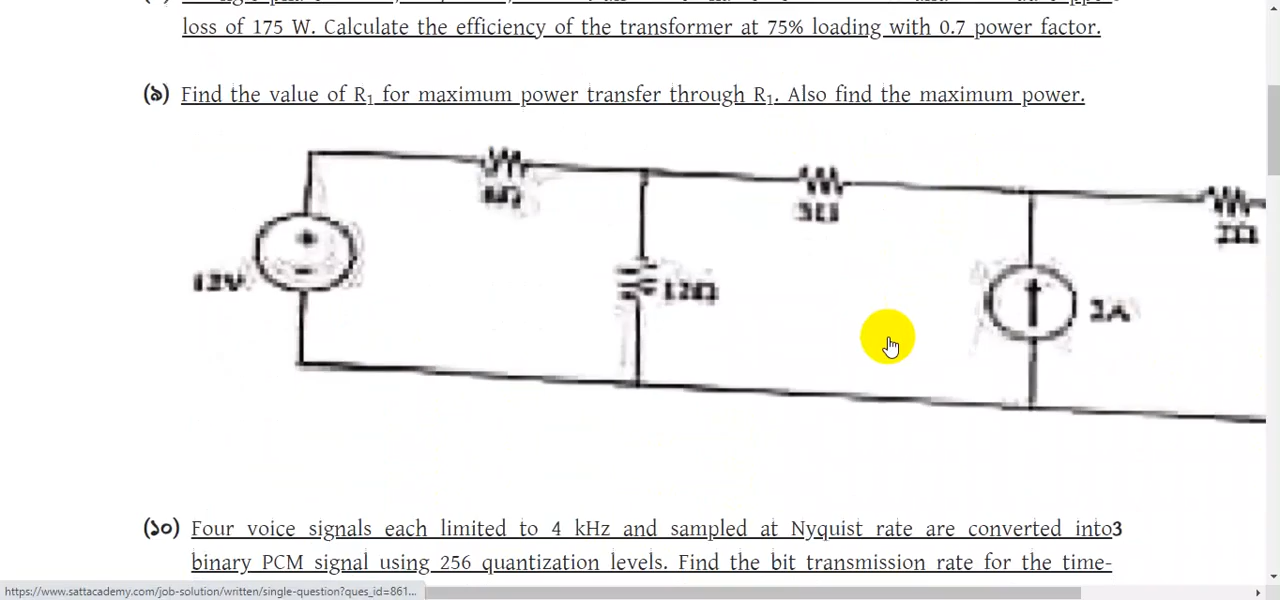 loss of 175 W. Calculate the efficiency of the transformer at 75% loading with 0.7 power factor.
(৯) Find the value of R₁ for maximum power transfer through R₁. Also find the maximum power.
12V
12Ω
2A
(১০) Four voice signals each limited to 4 kHz and sampled at Nyquist rate are converted into3
binary PCM signal using 256 quantization levels. Find the bit transmission rate for the time-
https://www.sattacademy.com/job-solution/written/single-question?ques_id=861...